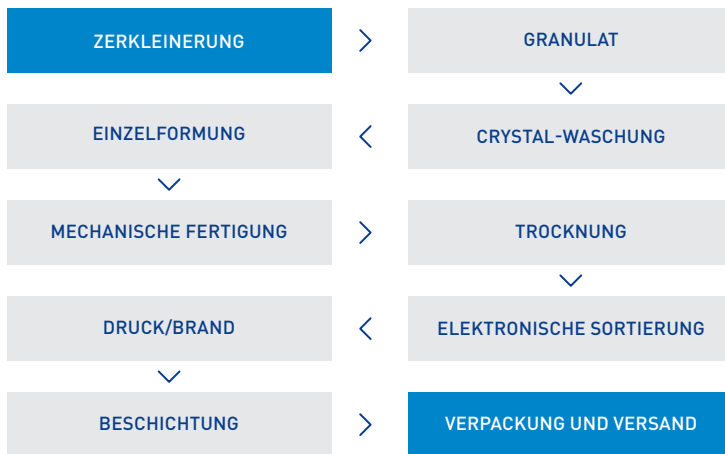 ZERKLEINERUNG
GRANULAT
CRYSTAL-WASCHUNG
EINZELFORMUNG
MECHANISCHE FERTIGUNG
TROCKNUNG
ELEKTRONISCHE SORTIERUNG
DRUCK/BRAND
BESCHICHTUNG
VERPACKUNG UND VERSAND